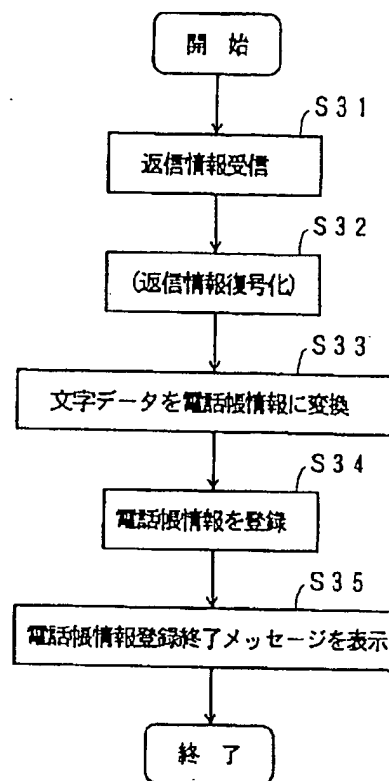 開 始
S31
返信情報受信
S32
(返信情報復号化)
S33
文字データを電話帳情報に変換
S34
電話帳情報を登録
S35
電話帳情報登録終了メッセージを表示
終 了